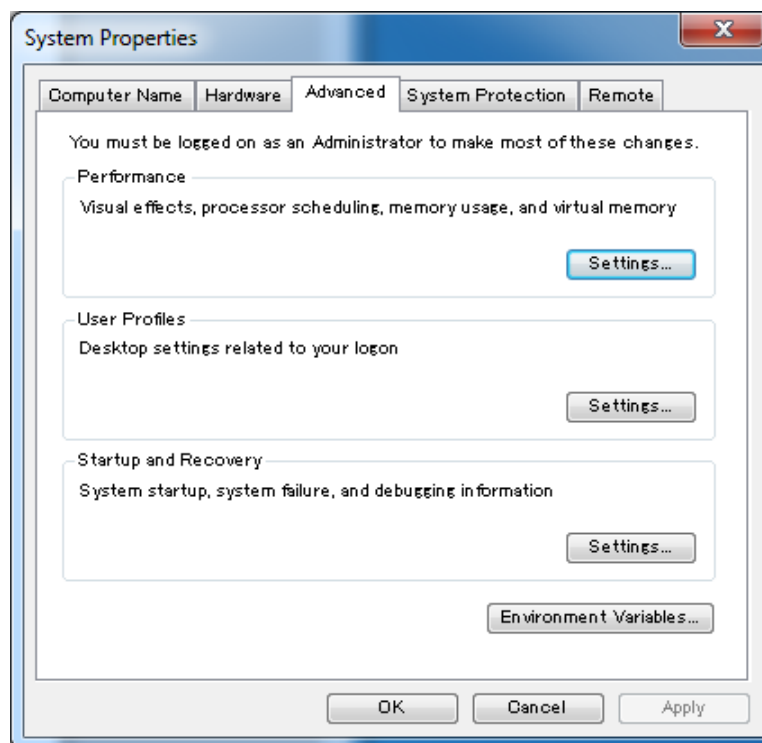 System Properties
Computer Name
Hardware
Advanced
System Protection
Remote
You must be logged on as an Administrator to make most of these changes.
Performance
Visual effects, processor scheduling, memory usage, and virtual memory
Settings...
User Profiles
Desktop settings related to your logon
Settings...
Startup and Recovery
System startup, system failure, and debugging information
Settings...
Environment Variables...
OK
Cancel
Apply